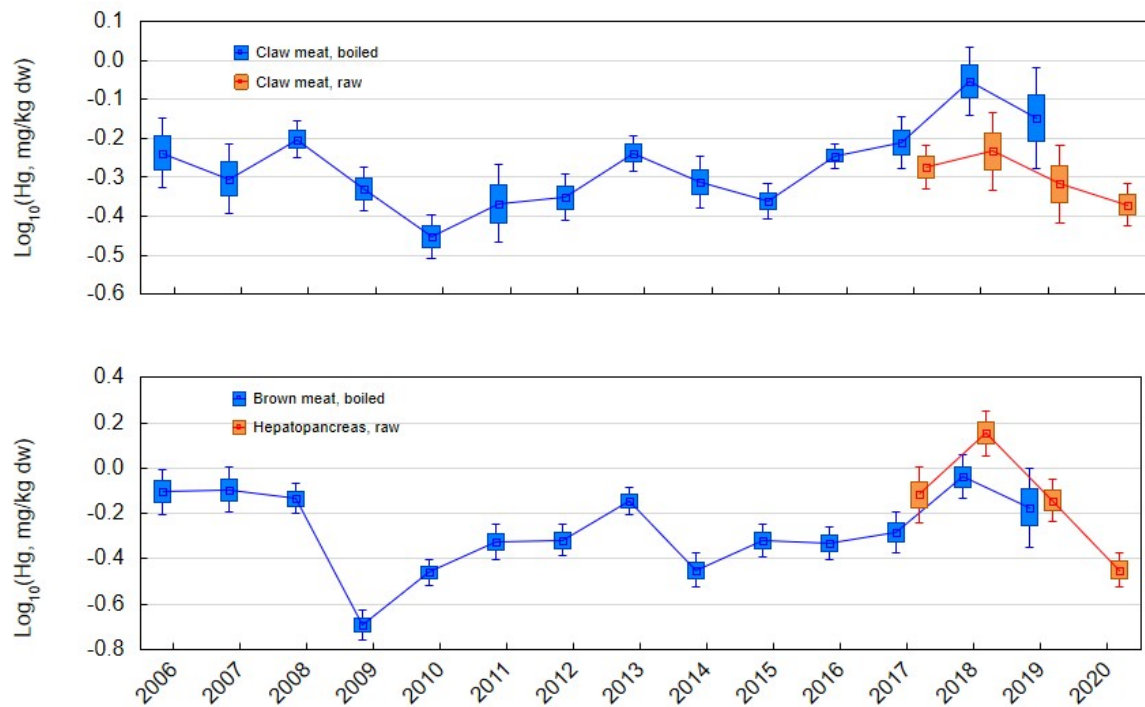 0.1
0.0
-0.1
-0.2
-0.3
-0.4
-0.5
-0.6
Log10(Hg, mg/kg dw)
Claw meat, boiled
Claw meat, raw
0.4
0.2
0.0
-0.2
-0.4
-0.6
-0.8
Log10(Hg, mg/kg dw)
Brown meat, boiled
Hepatopancreas, raw
2006 2007 2008 2009 2010 2011 2012 2013 2014 2015 2016 2017 2018 2019 2020